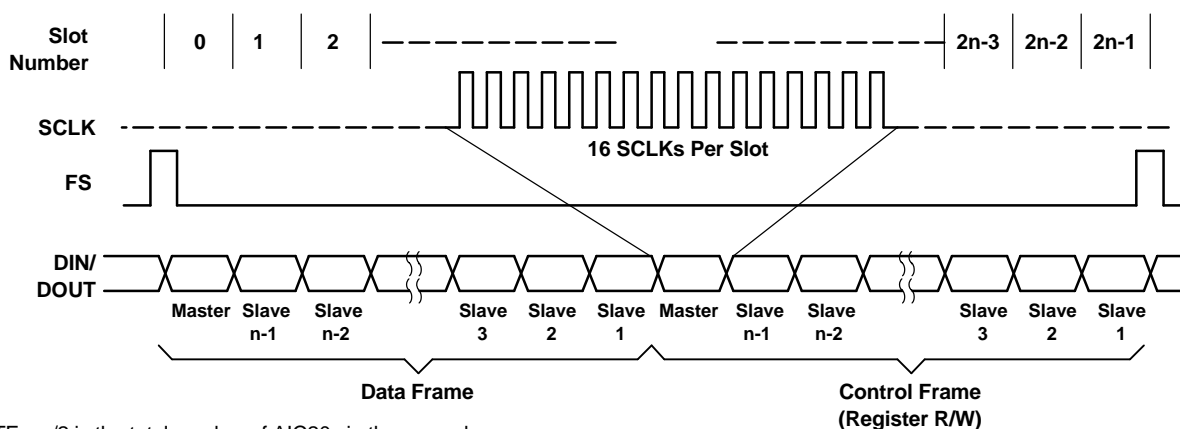 Slot
Number
0 1 2 2n-3 2n-2 2n-1
SCLK
16 SCLKs Per Slot
FS
DIN/
DOUT
Master Slave n-1 Slave n-2 Slave 3 Slave 2 Slave 1 Master Slave n-1 Slave n-2 Slave 3 Slave 2 Slave 1
Data Frame
Control Frame
(Register R/W)